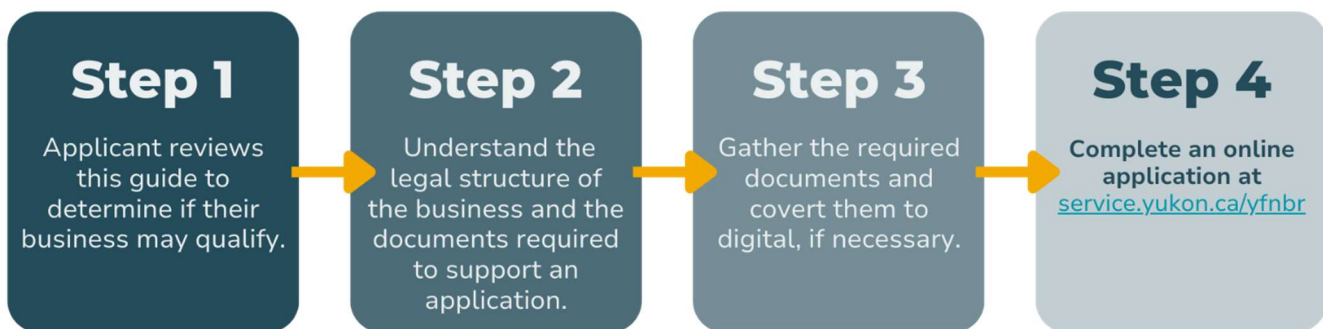 Step 1
Applicant reviews
this guide to
determine if their
business may qualify.
Step 2
Understand the
legal structure of
the business and the
documents required
to support an
application.
Step 3
Gather the required
documents and
covert them to
digital, if necessary.
Step 4
Complete an online
application at
service.yukon.ca/yfnbr